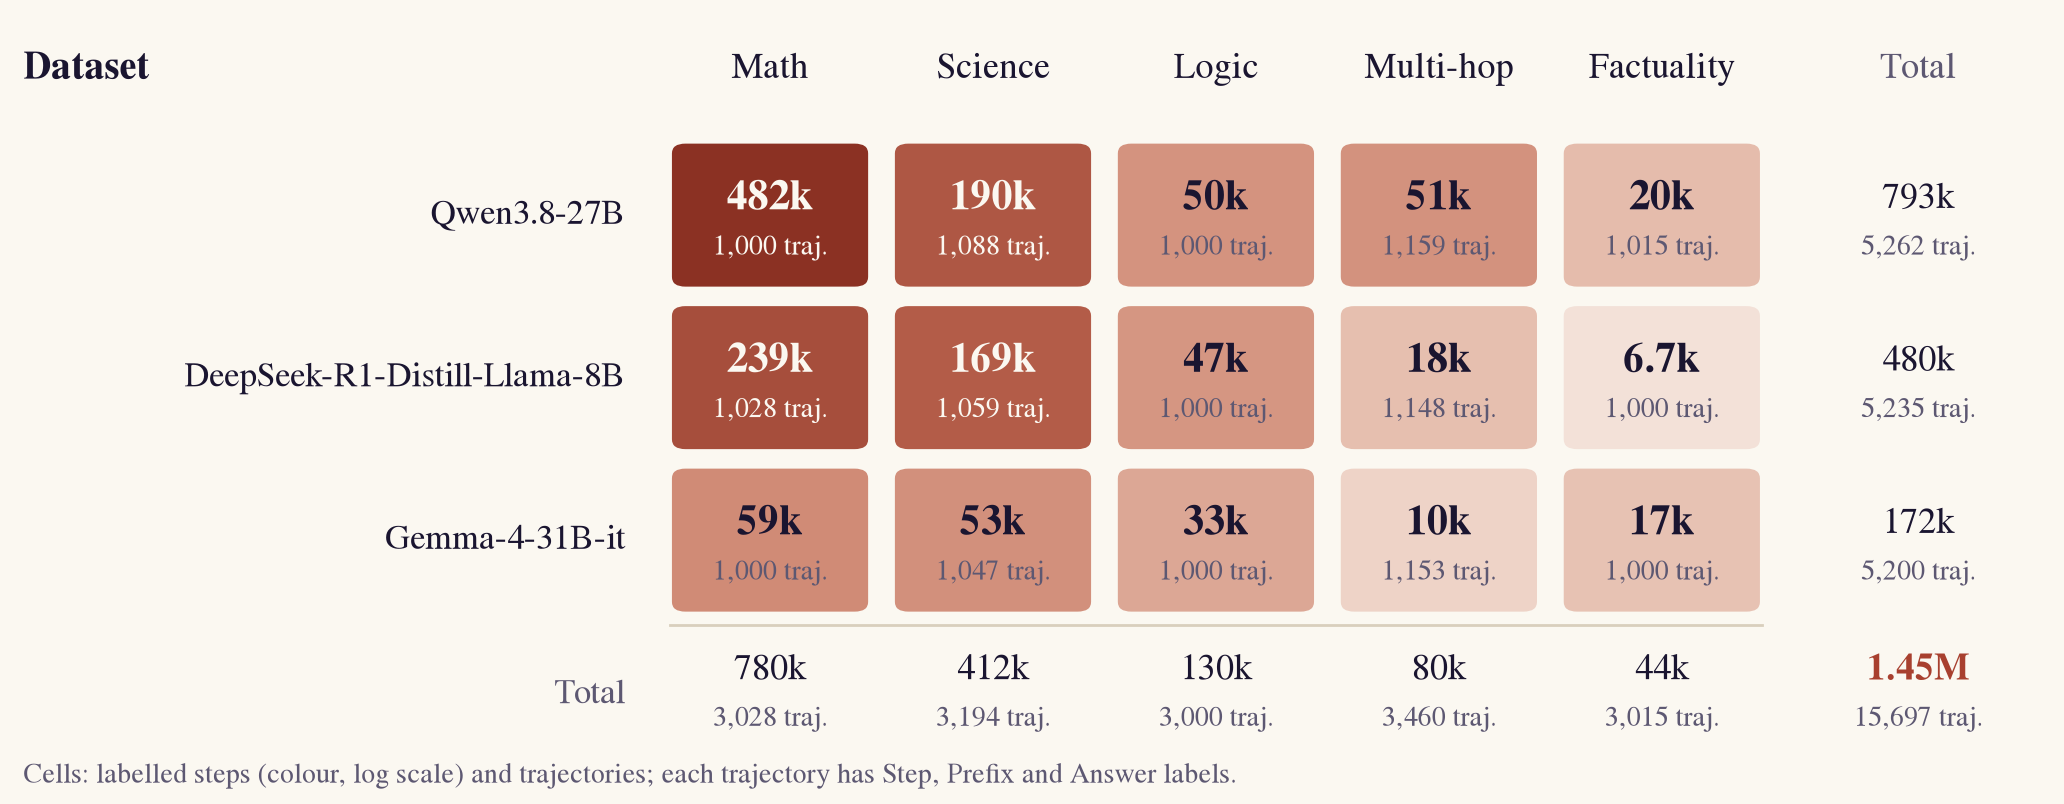 Dataset Math Science Logic Multi-hop Factuality Total
482k 190k 50k 51k 20k 793k
Qwen3.8-27B
1,000 traj. 1,088 traj. 1,000 traj. 1,159 traj. 1,015 traj. 5,262 traj.
239k 169k 47k 18k 6.7k 480k
DeepSeek-R1-Distill-Llama-8B
1,028 traj. 1,059 traj. 1,000 traj. 1,148 traj. 1,000 traj. 5,235 traj.
59k 53k 33k 10k 17k 172k
Gemma-4-31B-it
1,000 traj. 1,047 traj. 1,000 traj. 1,153 traj. 1,000 traj. 5,200 traj.
780k 412k 130k 80k 44k 1.45M
Total
3,028 traj. 3,194 traj. 3,000 traj. 3,460 traj. 3,015 traj. 15,697 traj.
Cells: labelled steps (colour, log scale) and trajectories; each trajectory has Step, Prefix and Answer labels.